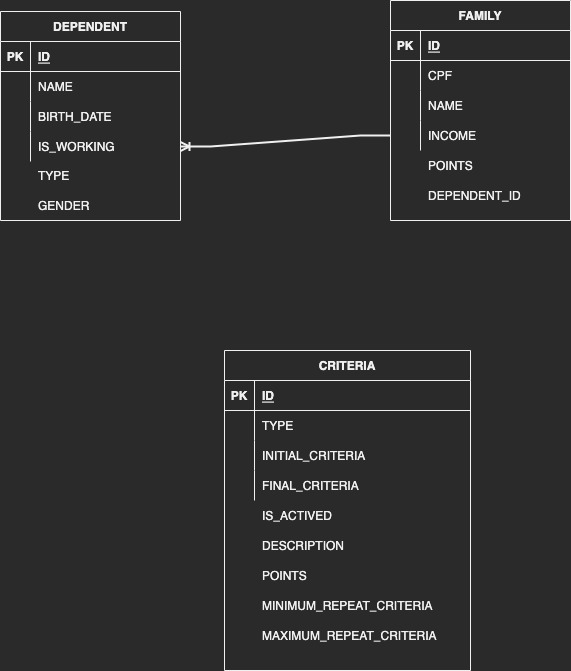 DEPENDENT
PK ID
NAME
BIRTH_DATE
IS_WORKING
TYPE
GENDER
FAMILY
PK ID
CPF
NAME
INCOME
POINTS
DEPENDENT_ID
CRITERIA
PK ID
TYPE
INITIAL_CRITERIA
FINAL_CRITERIA
IS_ACTIVED
DESCRIPTION
POINTS
MINIMUM_REPEAT_CRITERIA
MAXIMUM_REPEAT_CRITERIA